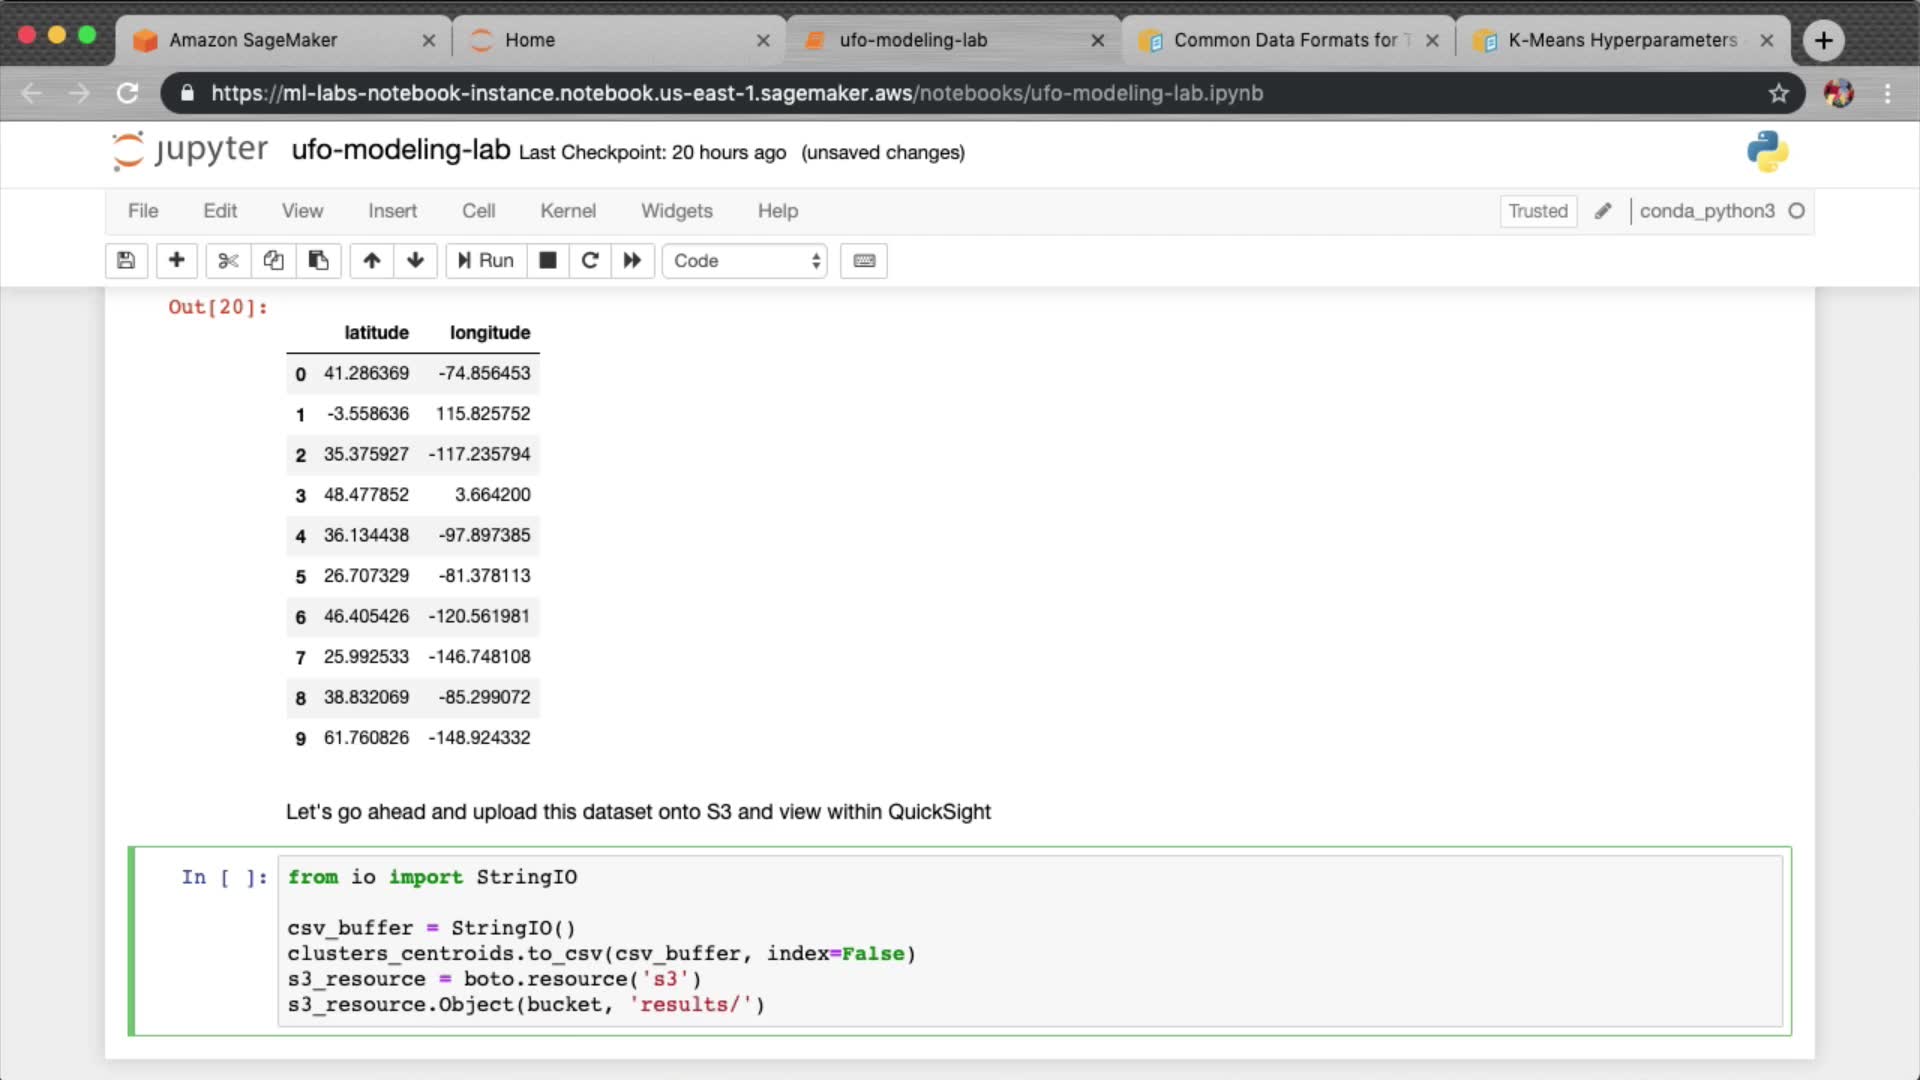 Amazon SageMaker
Home
ufo-modeling-lab
Common Data Formats for
K-Means Hyperparameters
https://ml-labs-notebook-instance.notebook.us-east-1.sagemaker.aws/notebooks/ufo-modeling-lab.ipynb
jupyter ufo-modeling-lab Last Checkpoint: 20 hours ago (unsaved changes)
File Edit View Insert Cell Kernel Widgets Help Trusted conda_python3
Run Code
Out[20]:
latitude longitude
0 41.286369 -74.856453
1 -3.558636 115.825752
2 35.375927 -117.235794
3 48.477852 3.664200
4 36.134438 -97.897385
5 26.707329 -81.378113
6 46.405426 -120.561981
7 25.992533 -146.748108
8 38.832069 -85.299072
9 61.760826 -148.924332
Let's go ahead and upload this dataset onto S3 and view within QuickSight
In [ ]: from io import StringIO
csv_buffer = StringIO()
clusters_centroids.to_csv(csv_buffer, index=False)
s3_resource = boto.resource('s3')
s3_resource.Object(bucket, 'results/')